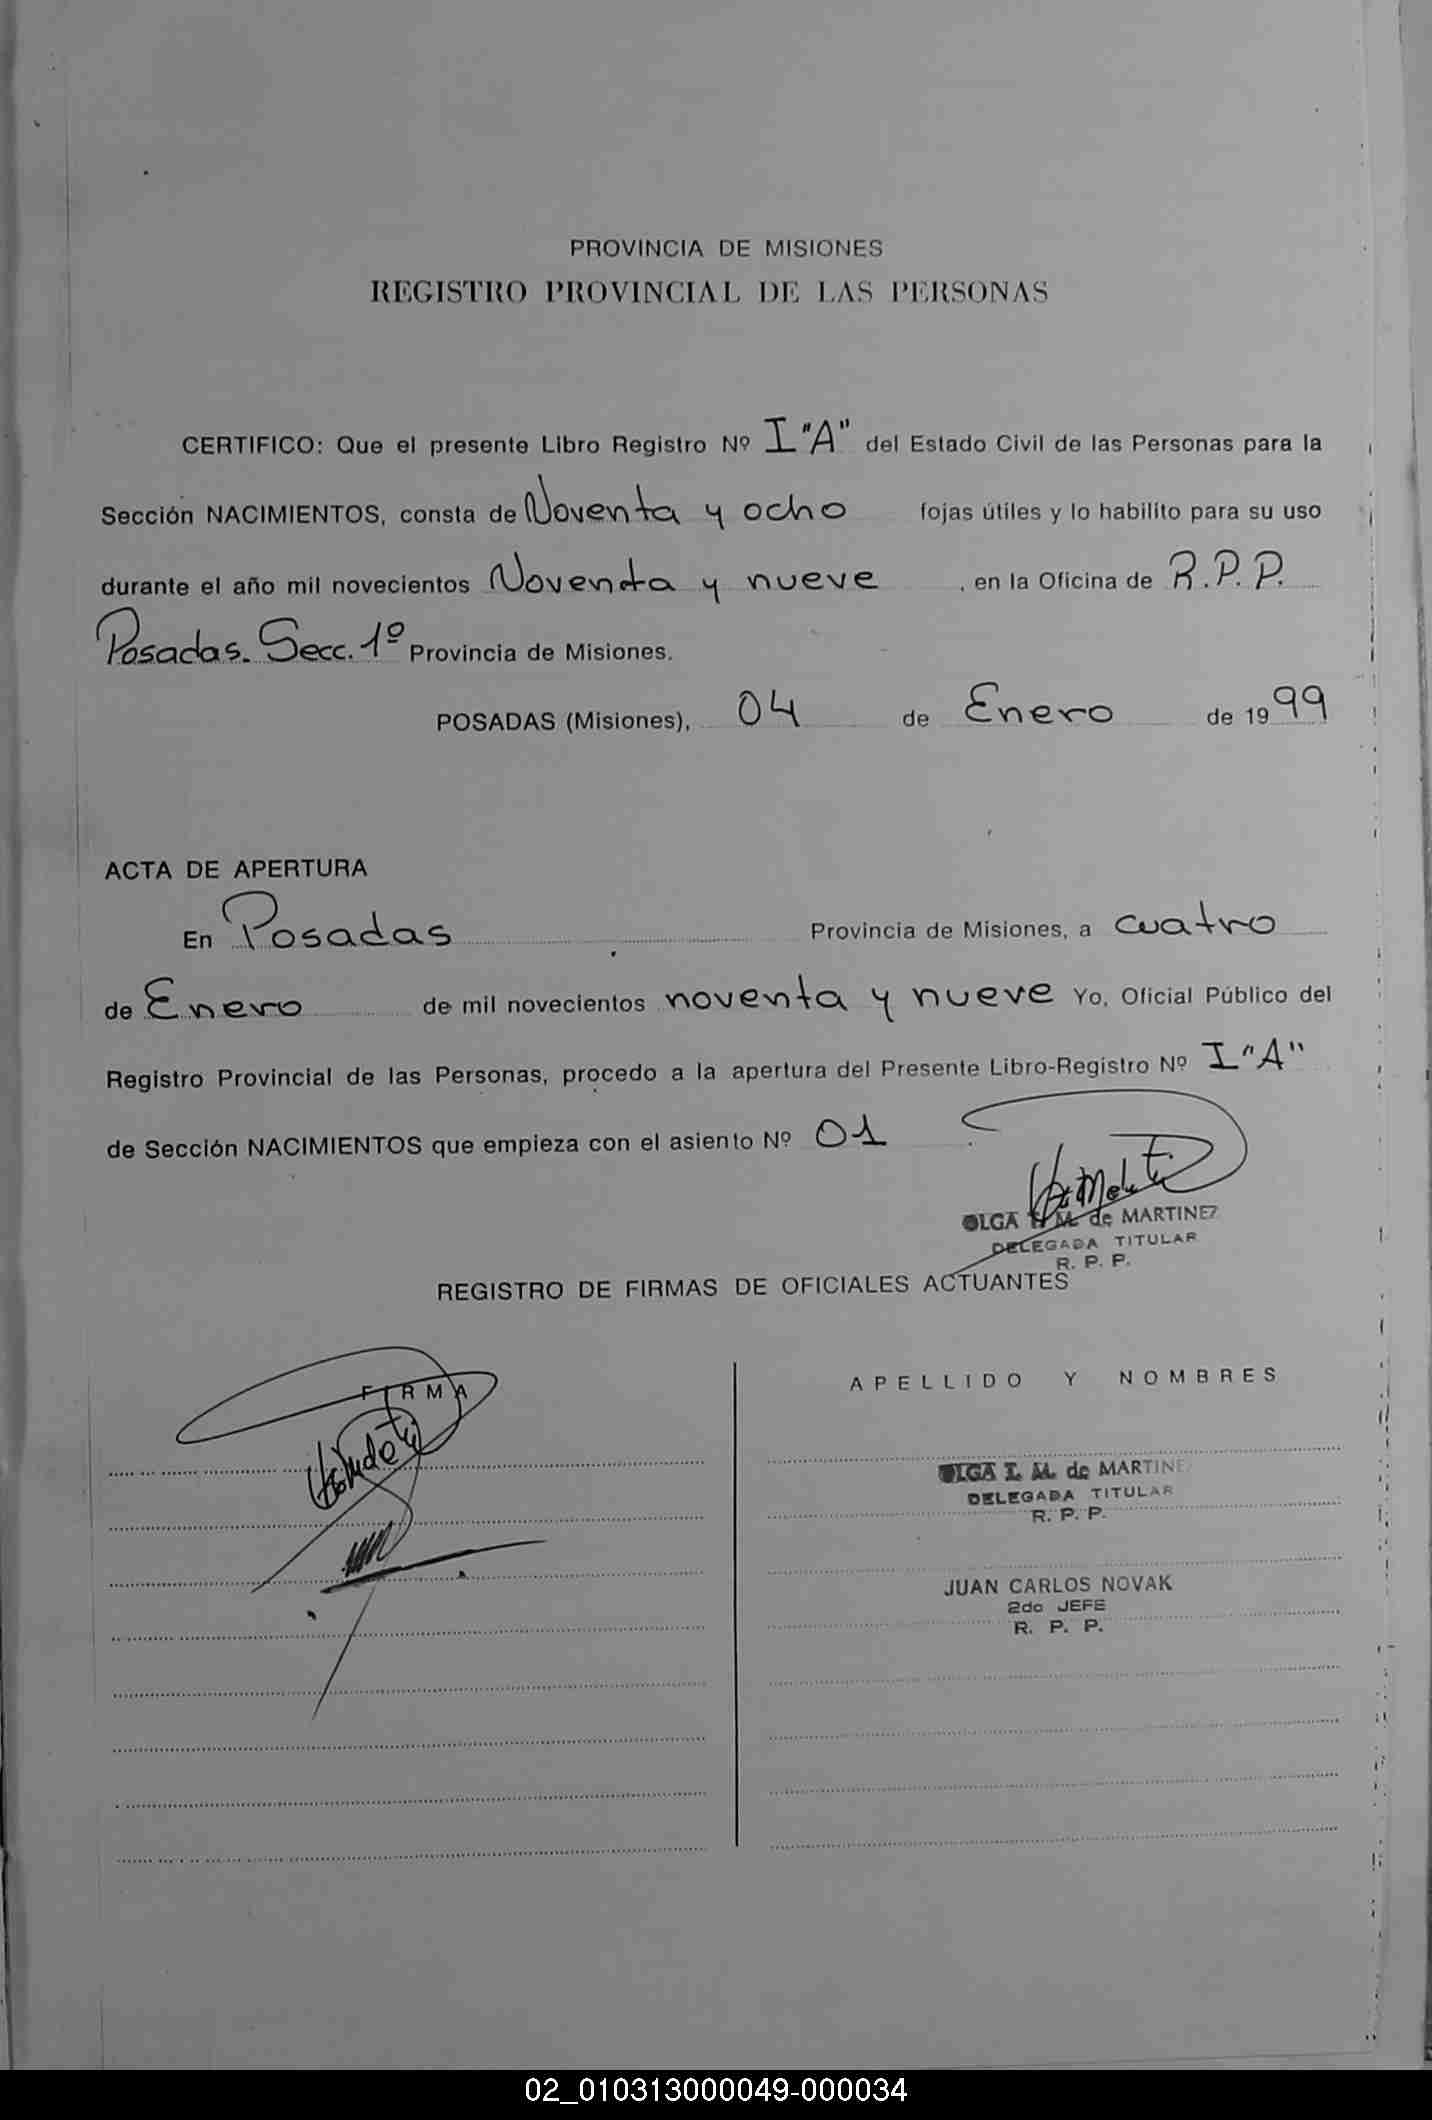 PROVINCIA DE MISIONES
REGISTRO PROVINCIAL DE LAS PERSONAS
CERTIFICO: Que el presente Libro Registro Nº I "A" del Estado Civil de las Personas para la
Sección NACIMIENTOS, consta de Noventa y ocho fojas útiles y lo habilito para su uso
durante el año mil novecientos Noventa y nueve, en la Oficina de R.P.P.
Posadas. Secc. 1º Provincia de Misiones.
POSADAS (Misiones), 04 de Enero de 1999
ACTA DE APERTURA
En Posadas Provincia de Misiones, a cuatro
de Enero de mil novecientos noventa y nueve Yo, Oficial Público del
Registro Provincial de las Personas, procedo a la apertura del Presente Libro-Registro Nº I "A"
de Sección NACIMIENTOS que empieza con el asiento Nº 01
OLGA M. de MARTINEZ
DELEGADA TITULAR
R. P. P.
REGISTRO DE FIRMAS DE OFICIALES ACTUANTES
FIRMA
APELLIDO Y NOMBRES
OLGA I. M. de MARTINEZ
DELEGADA TITULAR
R. P. P.
JUAN CARLOS NOVAK
2do JEFE
R. P. P.
02_010313000049-000034